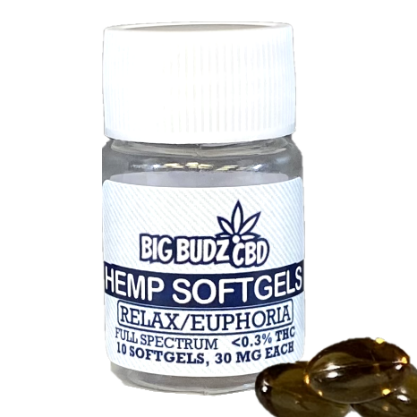 BIG BUDZ CBD
HEMP SOFTGELS
RELAX/EUPHORIA
FULL SPECTRUM <0.3% THC
10 SOFTGELS, 30 MG EACH